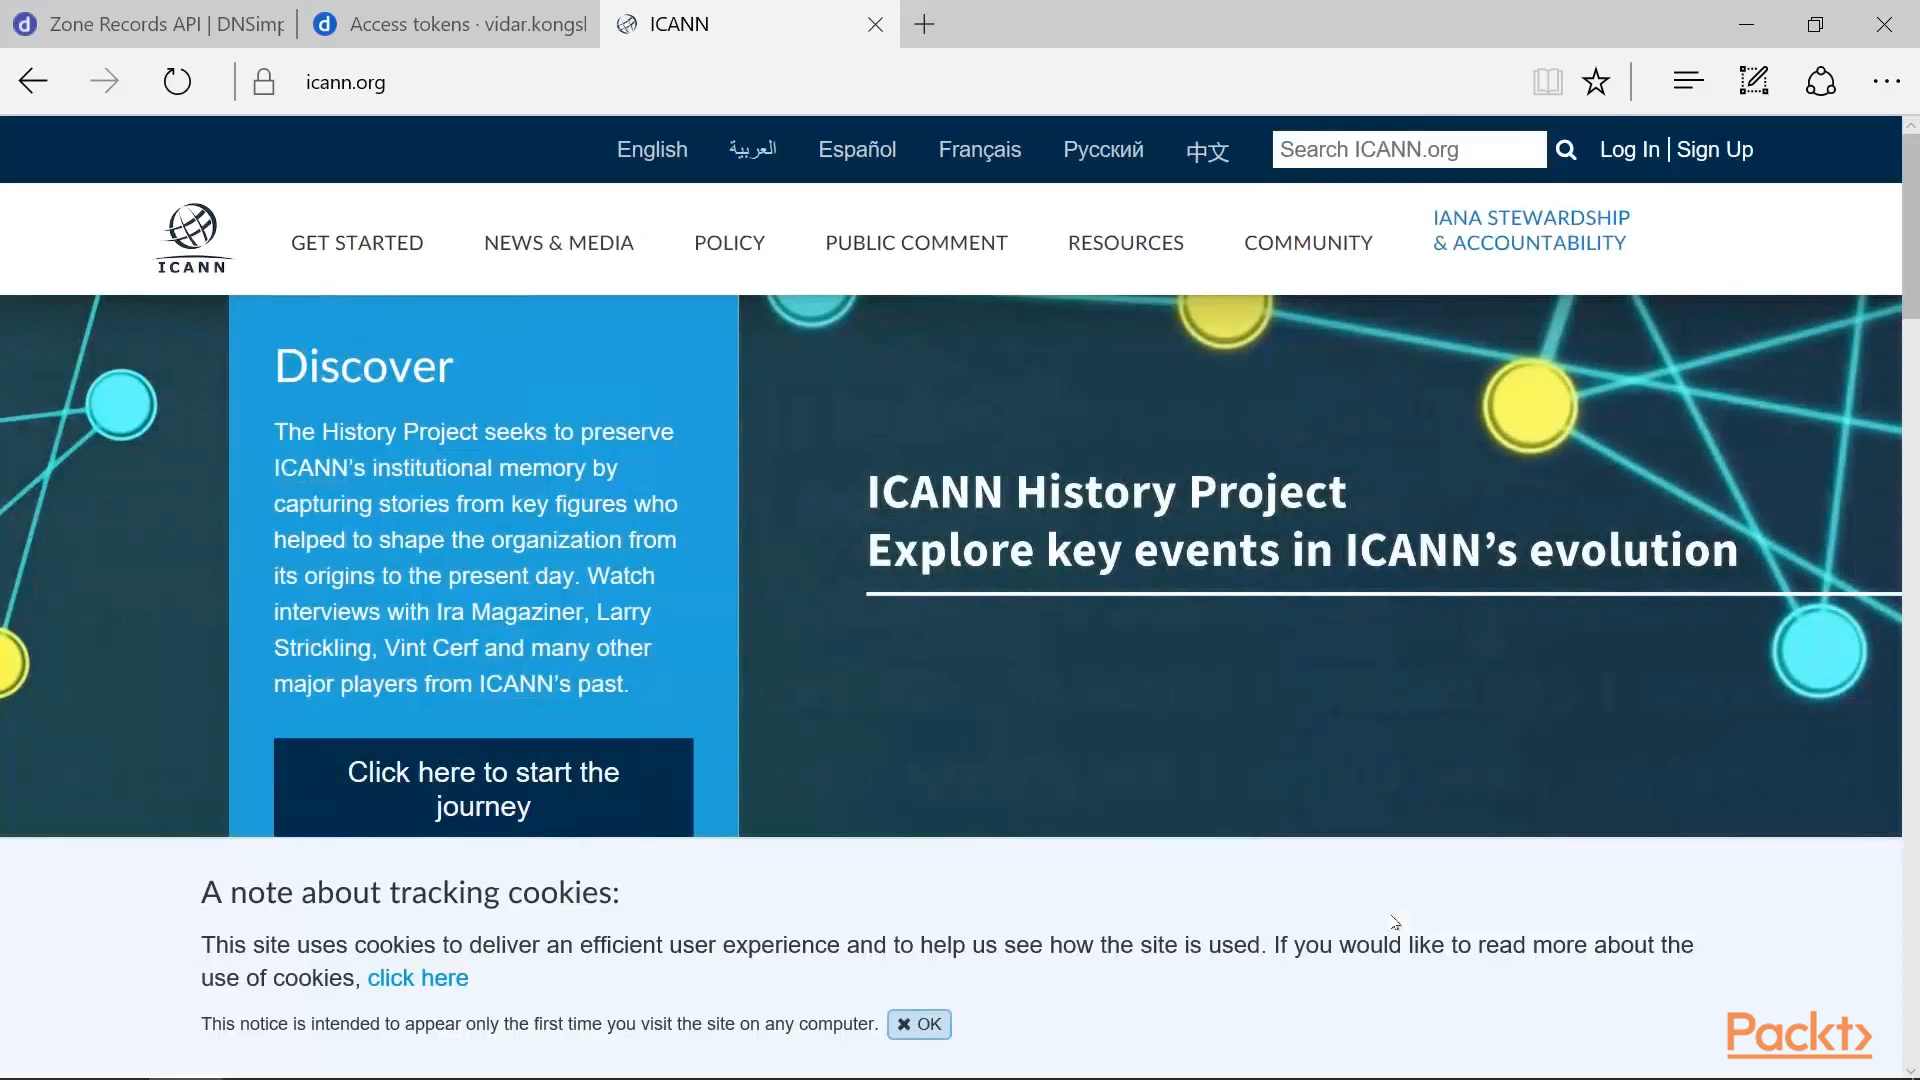 Zone Records API | DNSimp
Access tokens · vidar.kongsl
ICANN
icann.org
English العربية Español Français Русский 中文 Search ICANN.org Log In | Sign Up
ICANN
GET STARTED NEWS & MEDIA POLICY PUBLIC COMMENT RESOURCES COMMUNITY IANA STEWARDSHIP
& ACCOUNTABILITY
Discover
The History Project seeks to preserve
ICANN’s institutional memory by
capturing stories from key figures who
helped to shape the organization from
its origins to the present day. Watch
interviews with Ira Magaziner, Larry
Strickling, Vint Cerf and many other
major players from ICANN’s past.
Click here to start the
journey
ICANN History Project
Explore key events in ICANN’s evolution
A note about tracking cookies:
This site uses cookies to deliver an efficient user experience and to help us see how the site is used. If you would like to read more about the
use of cookies, click here
This notice is intended to appear only the first time you visit the site on any computer. ✖ OK
Packt>